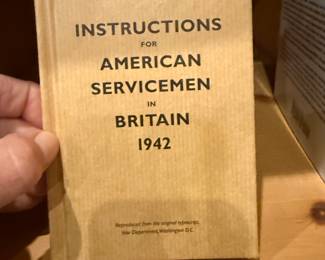 INSTRUCTIONS
FOR
AMERICAN
SERVICEMEN
IN
BRITAIN
1942
Reproduced from the original typescript,
War Department, Washington D.C.